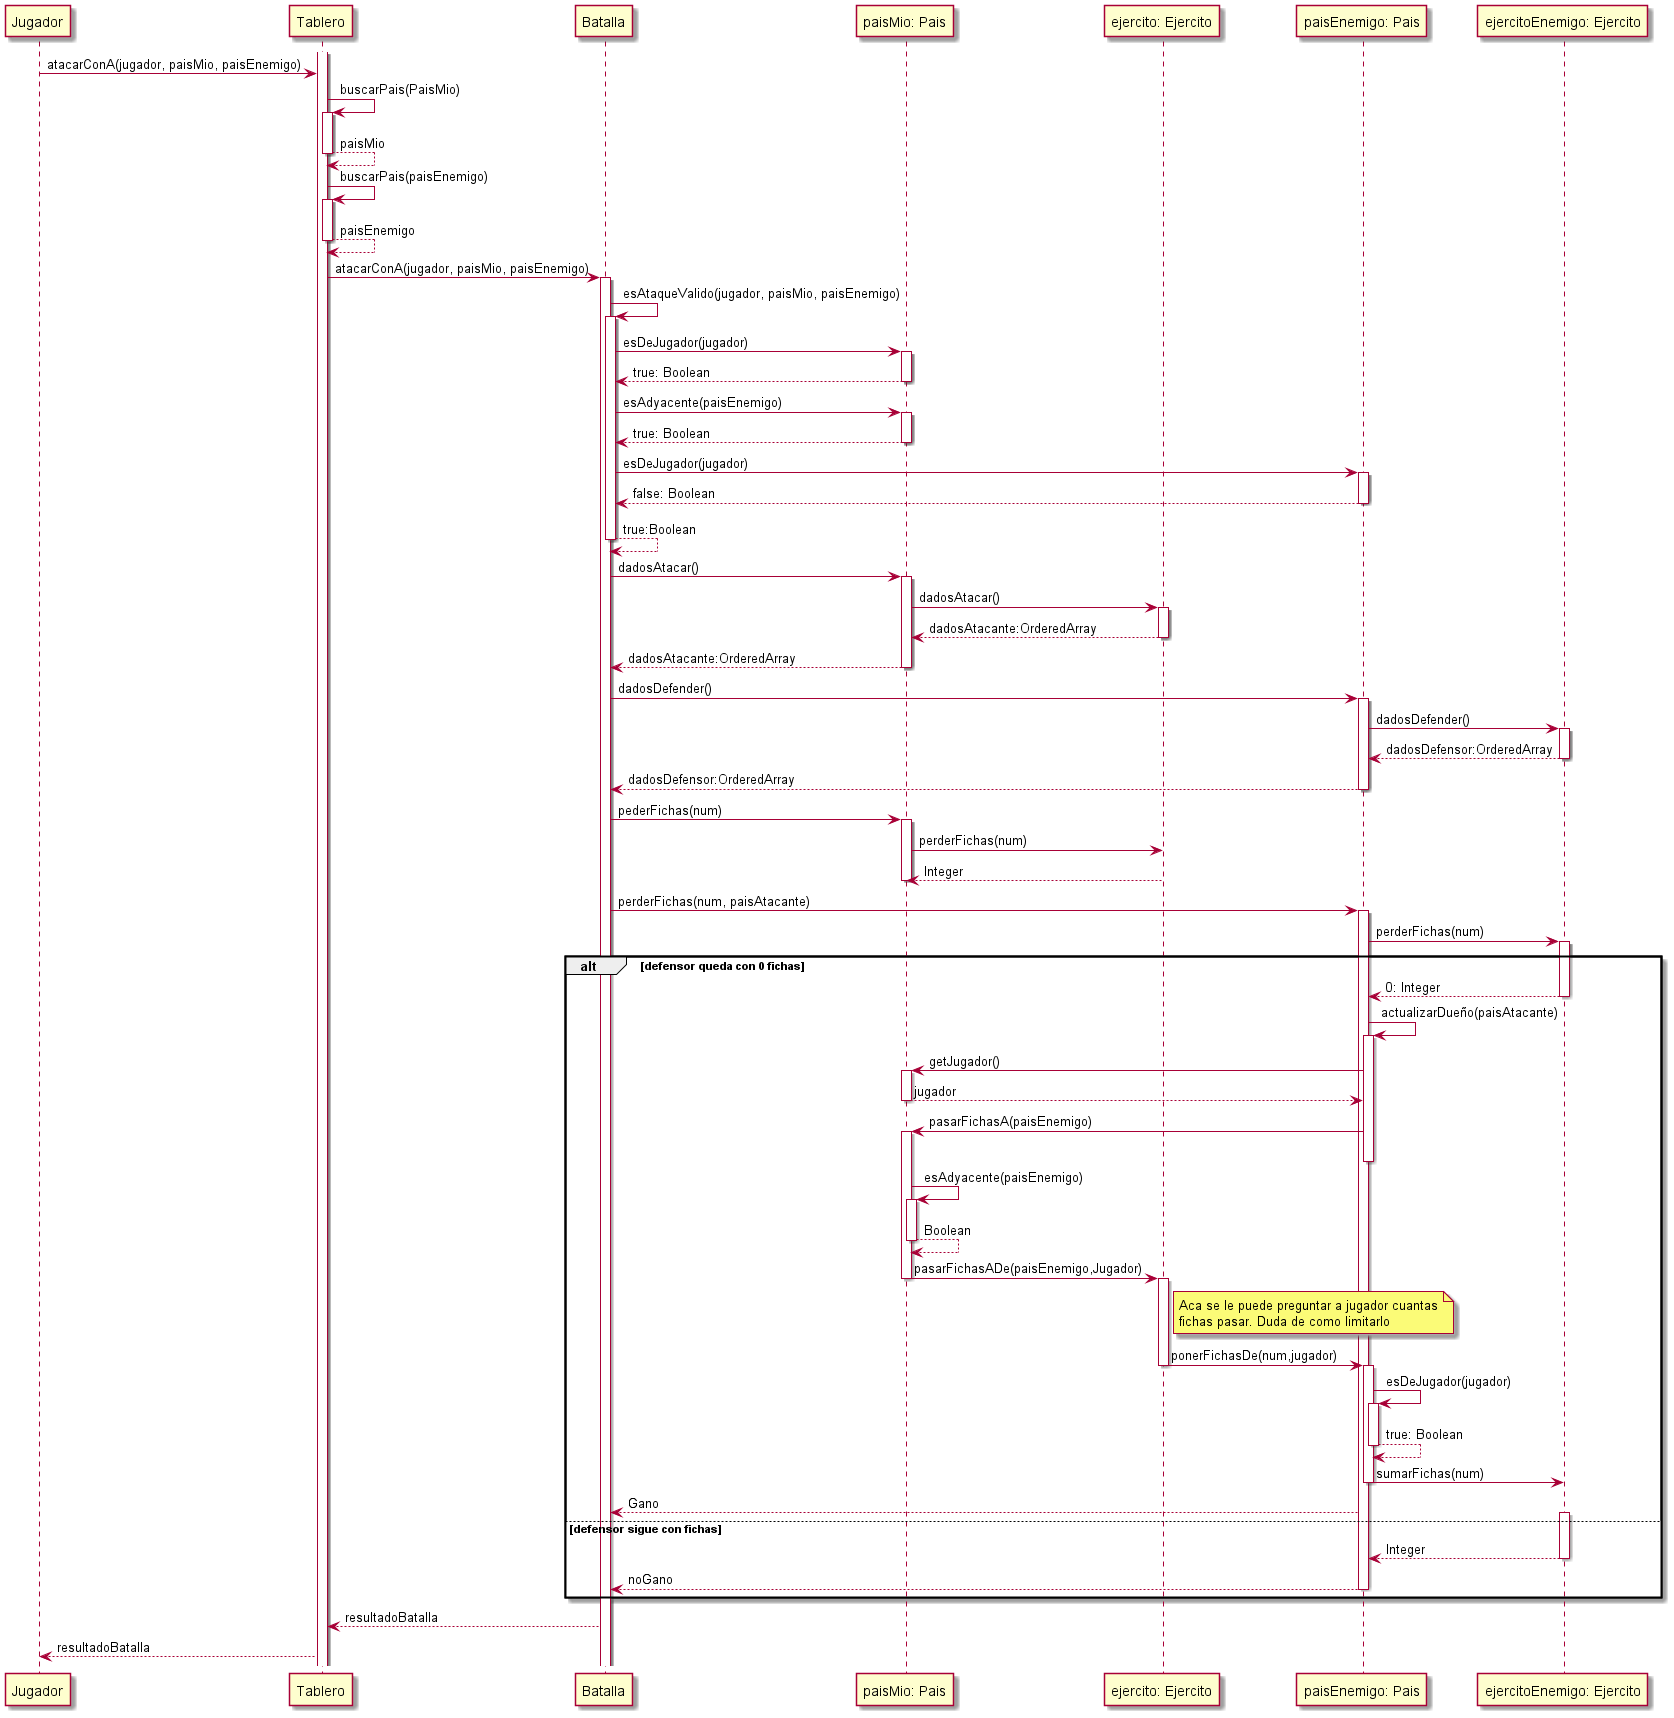 Jugador
Tablero
Batalla
paisMio: Pais
ejercito: Ejercito
paisEnemigo: Pais
ejercitoEnemigo: Ejercito
atacarConA(jugador, paisMio, paisEnemigo)
buscarPais(PaisMio)
paisMio
buscarPais(paisEnemigo)
paisEnemigo
atacarConA(jugador, paisMio, paisEnemigo)
esAtaqueValido(jugador, paisMio, paisEnemigo)
esDeJugador(jugador)
true: Boolean
esAdyacente(paisEnemigo)
true: Boolean
esDeJugador(jugador)
false: Boolean
true:Boolean
dadosAtacar()
dadosAtacar()
dadosAtacante:OrderedArray
dadosAtacante:OrderedArray
dadosDefender()
dadosDefender()
dadosDefensor:OrderedArray
dadosDefensor:OrderedArray
pederFichas(num)
perderFichas(num)
Integer
perderFichas(num, paisAtacante)
perderFichas(num)
alt
[defensor queda con 0 fichas]
0: Integer
actualizarDueño(paisAtacante)
getJugador()
jugador
pasarFichasA(paisEnemigo)
esAdyacente(paisEnemigo)
Boolean
pasarFichasADe(paisEnemigo,Jugador)
Aca se le puede preguntar a jugador cuantas
fichas pasar. Duda de como limitarlo
ponerFichasDe(num,jugador)
esDeJugador(jugador)
true: Boolean
sumarFichas(num)
Gano
[defensor sigue con fichas]
Integer
noGano
resultadoBatalla
resultadoBatalla
Jugador
Tablero
Batalla
paisMio: Pais
ejercito: Ejercito
paisEnemigo: Pais
ejercitoEnemigo: Ejercito